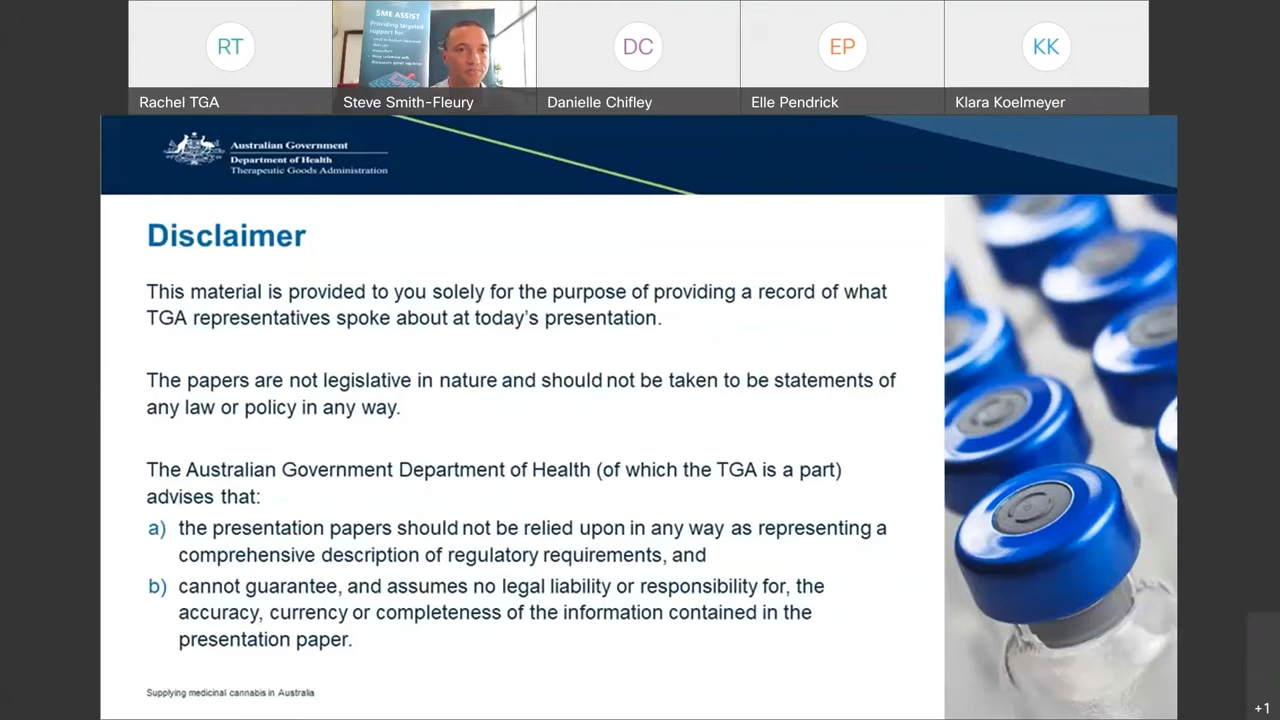 RT
SME ASSIST
Providing targeted
support for:
DC
EP
KK
Rachel TGA
Steve Smith-Fleury
Danielle Chifley
Elle Pendrick
Klara Koelmeyer
Australian Government
Department of Health
Therapeutic Goods Administration
Disclaimer
This material is provided to you solely for the purpose of providing a record of what
TGA representatives spoke about at today's presentation.
The papers are not legislative in nature and should not be taken to be statements of
any law or policy in any way.
The Australian Government Department of Health (of which the TGA is a part)
advises that:
a) the presentation papers should not be relied upon in any way as representing a
comprehensive description of regulatory requirements, and
b) cannot guarantee, and assumes no legal liability or responsibility for, the
accuracy, currency or completeness of the information contained in the
presentation paper.
Supplying medicinal cannabis in Australia
+1